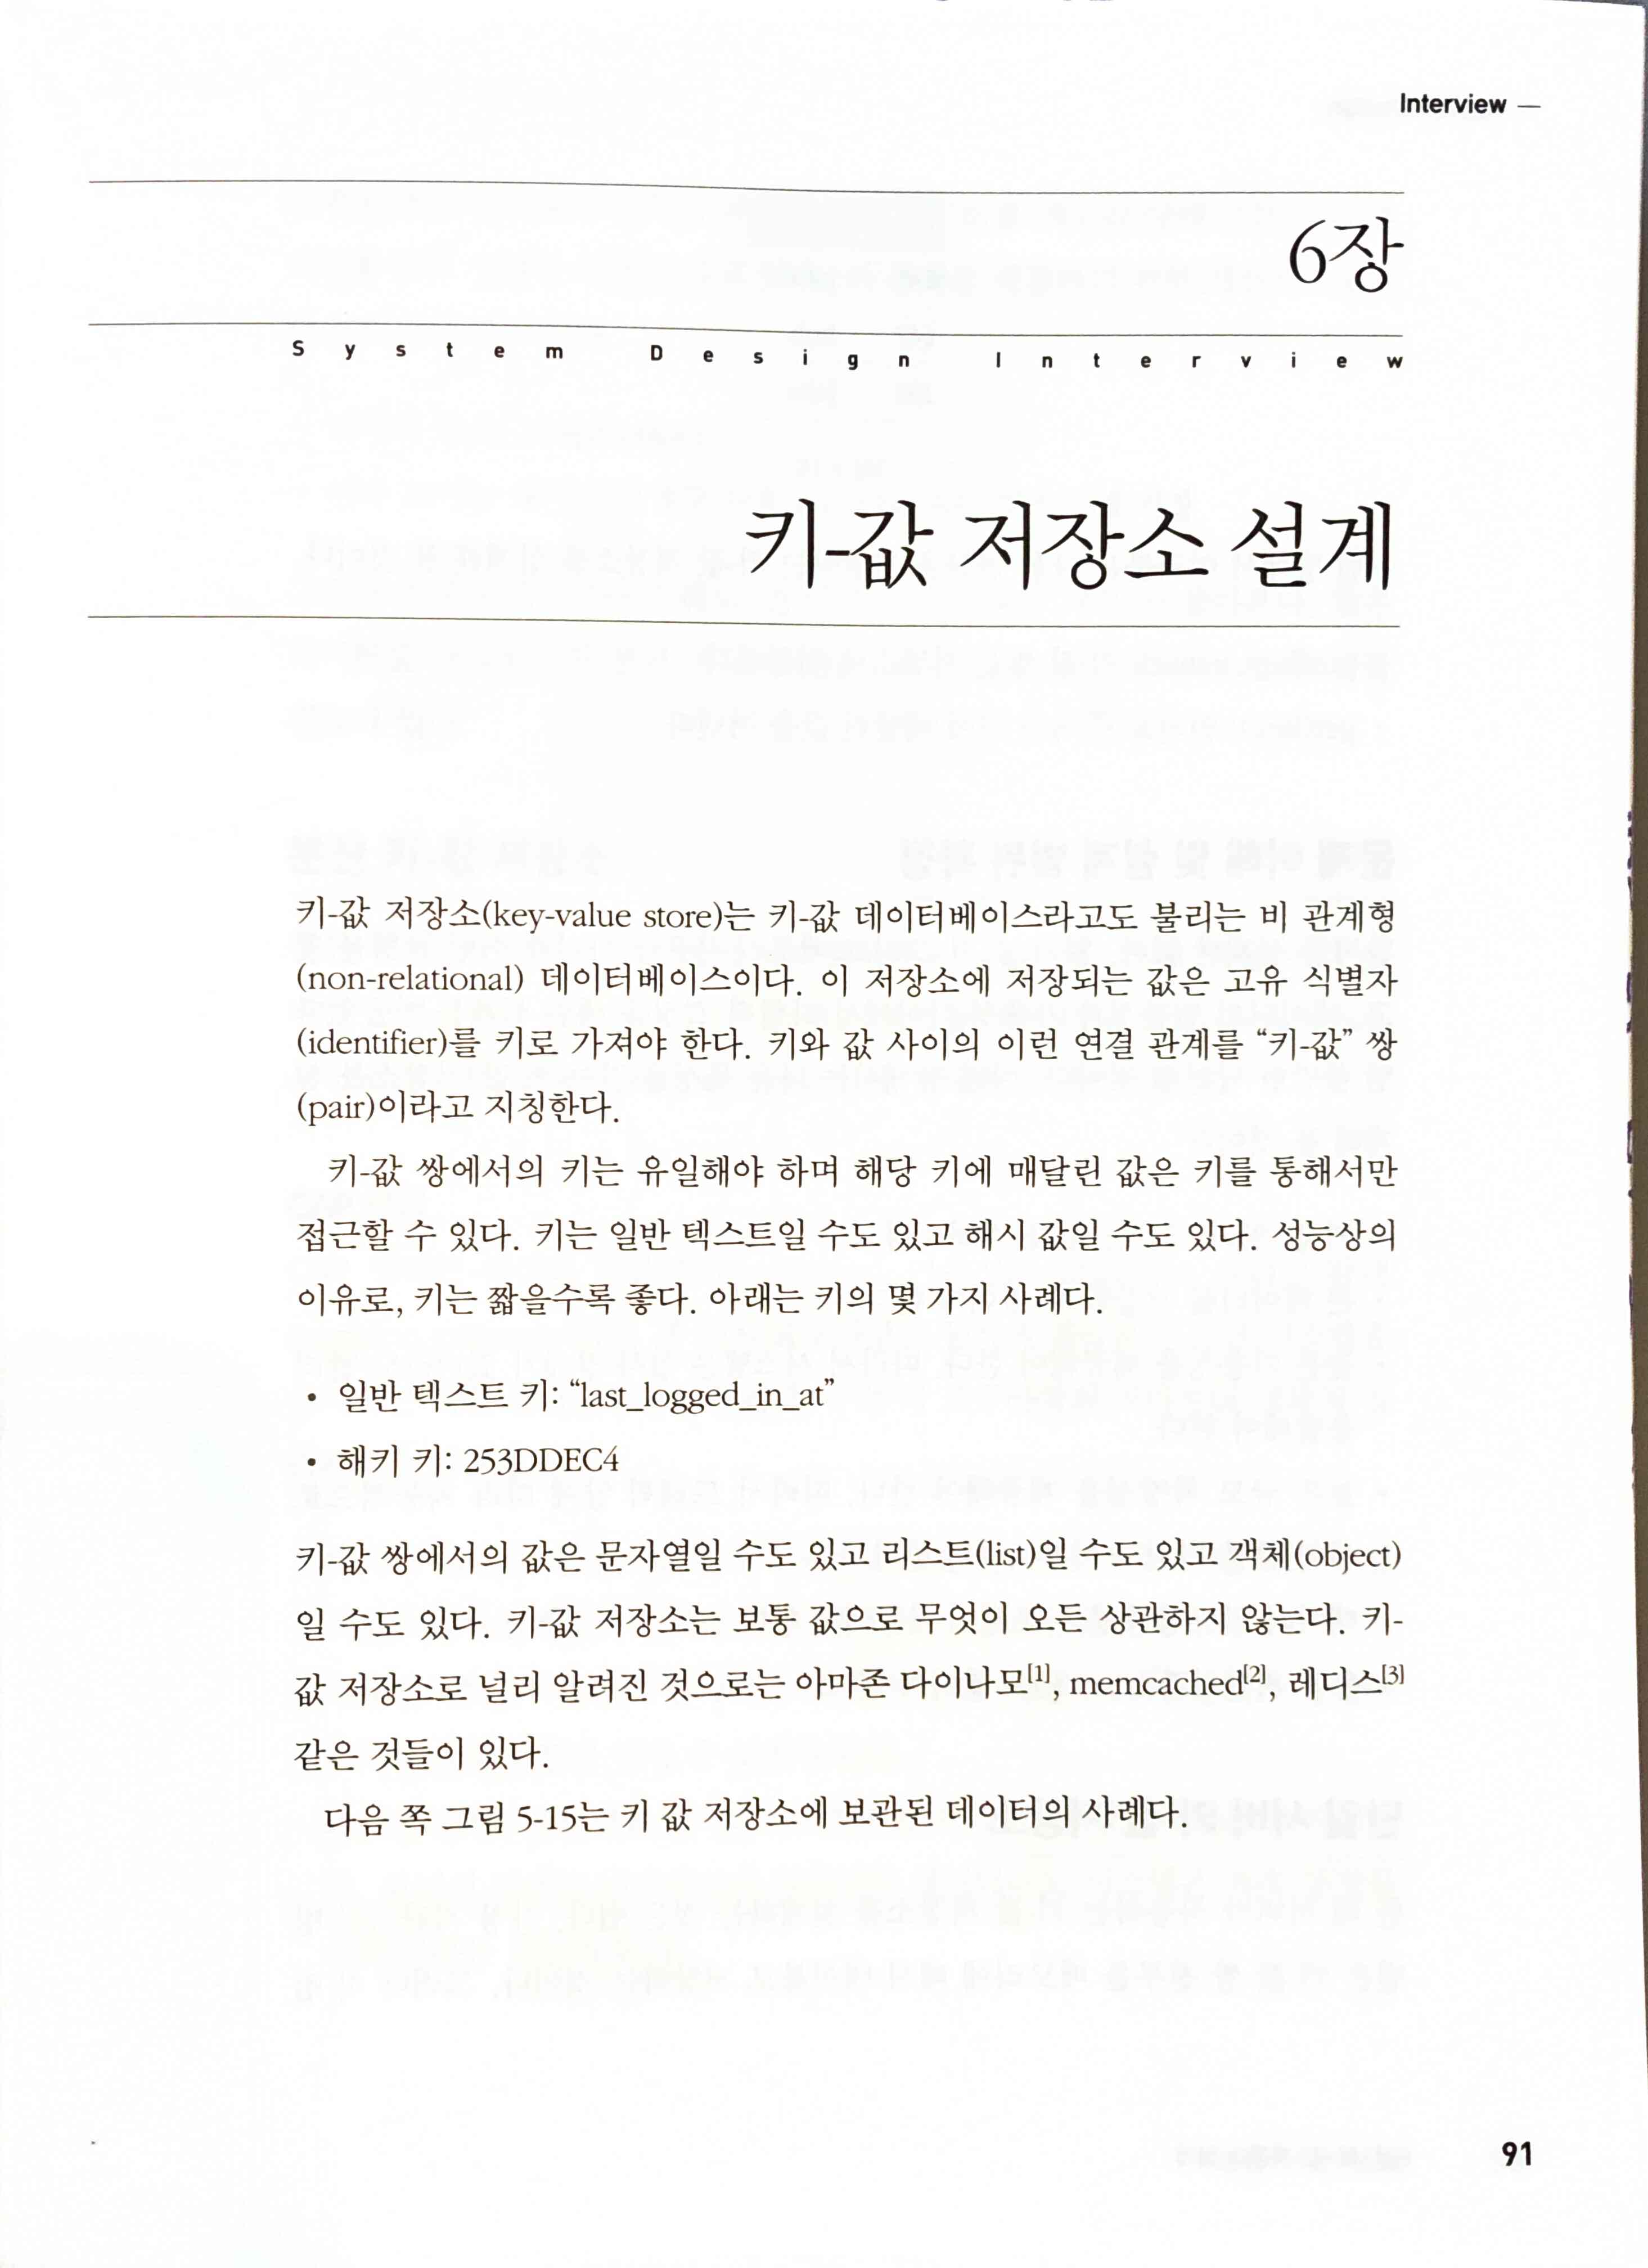 Interview —
6장
System Design Interview
키-값 저장소 설계
키-값 저장소(key-value store)는 키-값 데이터베이스라고도 불리는 비 관계형
(non-relational) 데이터베이스이다. 이 저장소에 저장되는 값은 고유 식별자
(identifier)를 키로 가져야 한다. 키와 값 사이의 이런 연결 관계를 “키-값” 쌍
(pair)이라고 지칭한다.
키-값 쌍에서의 키는 유일해야 하며 해당 키에 매달린 값은 키를 통해서만
접근할 수 있다. 키는 일반 텍스트일 수도 있고 해시 값일 수도 있다. 성능상의
이유로, 키는 짧을수록 좋다. 아래는 키의 몇 가지 사례다.
• 일반 텍스트 키: “last_logged_in_at”
• 해키 키: 253DDEC4
키-값 쌍에서의 값은 문자열일 수도 있고 리스트(list)일 수도 있고 객체(object)
일 수도 있다. 키-값 저장소는 보통 값으로 무엇이 오든 상관하지 않는다. 키-
값 저장소로 널리 알려진 것으로는 아마존 다이나모[1], memcached[2], 레디스[3]
같은 것들이 있다.
다음 쪽 그림 5-15는 키 값 저장소에 보관된 데이터의 사례다.
91